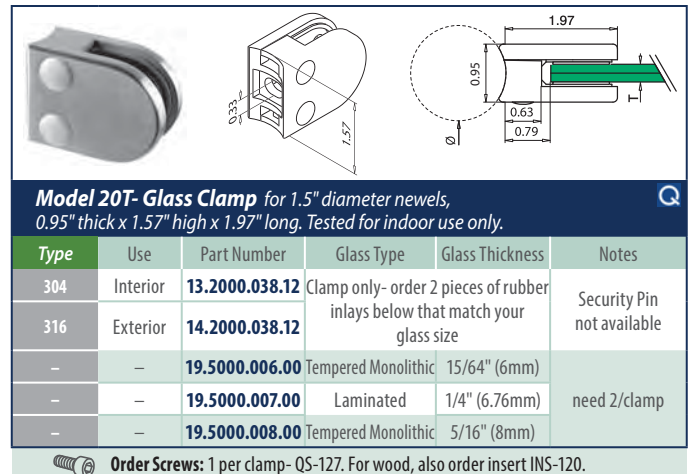 1.97
0.95
0.33
1.57
T
0.63
0.79
Ø
Model 20T- Glass Clamp for 1.5" diameter newels,
0.95" thick x 1.57" high x 1.97" long. Tested for indoor use only.
Q
Type Use Part Number Glass Type Glass Thickness Notes
304 Interior 13.2000.038.12 Clamp only- order 2 pieces of rubber
inlays below that match your
glass size
Security Pin
not available
316 Exterior 14.2000.038.12
– – 19.5000.006.00 Tempered Monolithic 15/64" (6mm)
– – 19.5000.007.00 Laminated 1/4" (6.76mm) need 2/clamp
– – 19.5000.008.00 Tempered Monolithic 5/16" (8mm)
Order Screws: 1 per clamp- QS-127. For wood, also order insert INS-120.